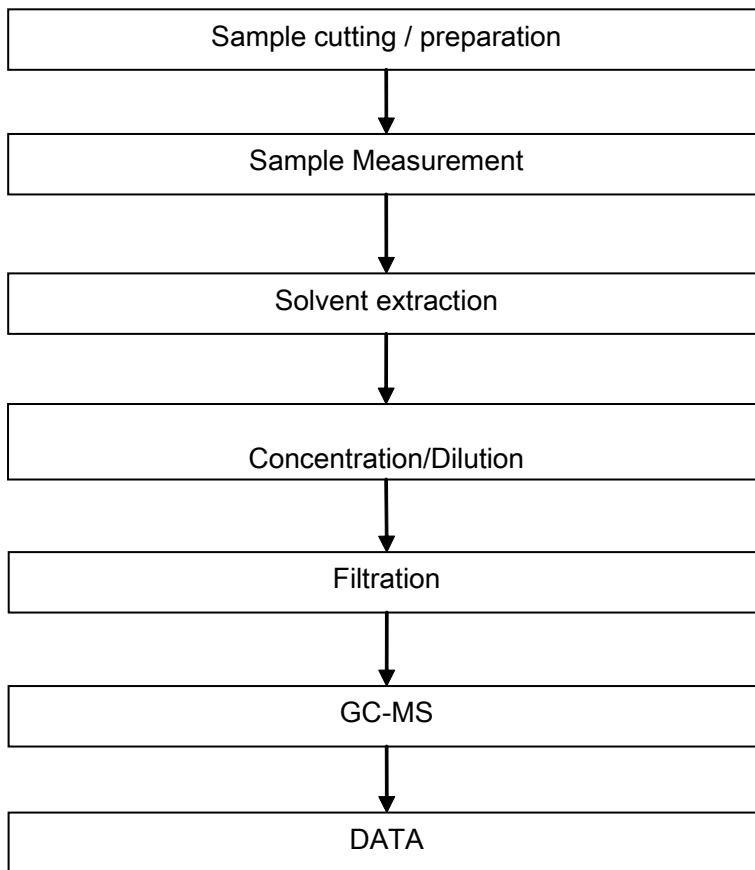 Sample cutting / preparation
Sample Measurement
Solvent extraction
Concentration/Dilution
Filtration
GC-MS
DATA